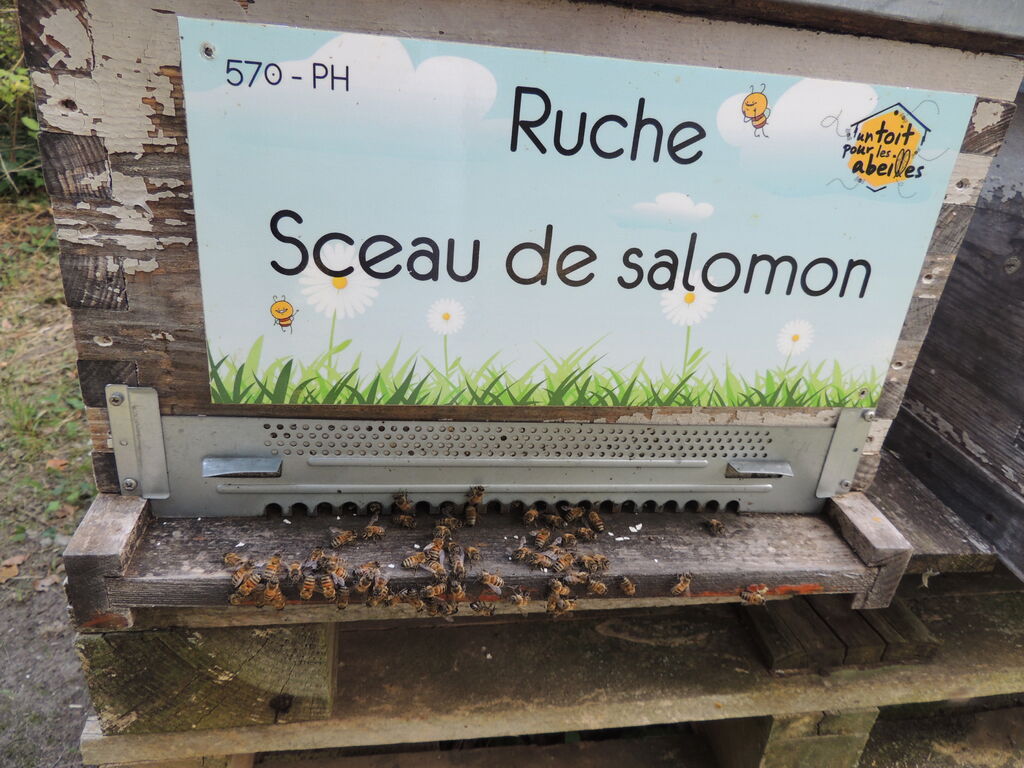 570 - PH
Ruche
Sceau de salomon
un toit
pour les
abeilles